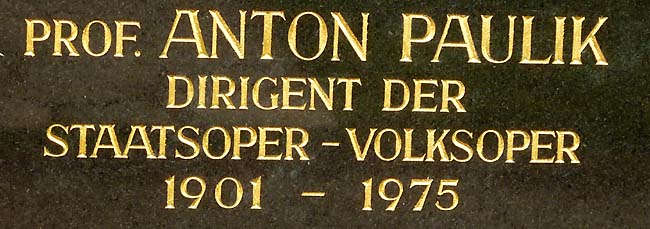 PROF. ANTON PAULIK
DIRIGENT DER
STAATSOPER – VOLKSOPER
1901 – 1975